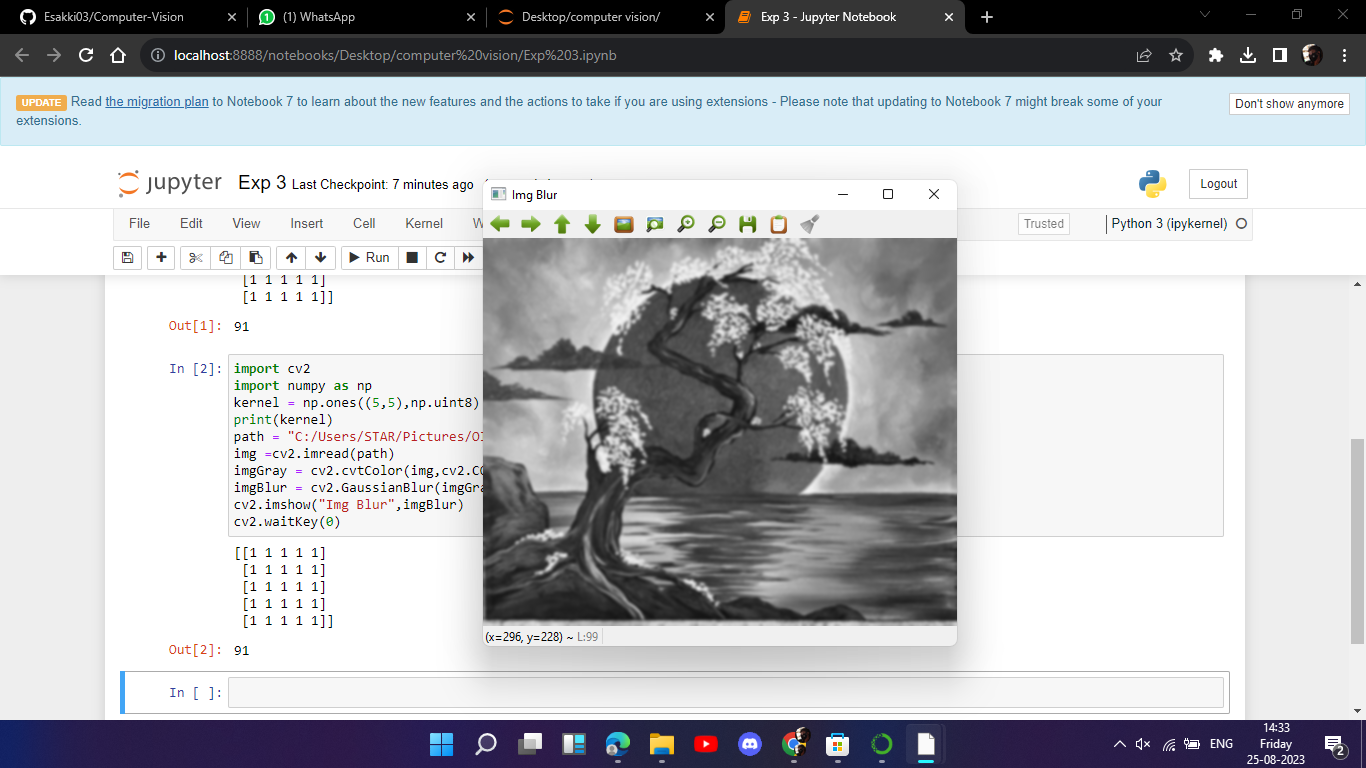 Esakki03/Computer-Vision
(1) WhatsApp
Desktop/computer vision/
Exp 3 - Jupyter Notebook
localhost:8888/notebooks/Desktop/computer%20vision/Exp%203.ipynb
UPDATE Read the migration plan to Notebook 7 to learn about the new features and the actions to take if you are using extensions - Please note that updating to Notebook 7 might break some of your
extensions.
Don't show anymore
jupyter Exp 3 Last Checkpoint: 7 minutes ago
Logout
File Edit View Insert Cell Kernel W
Trusted
Python 3 (ipykernel)
Run
[1 1 1 1 1]
[1 1 1 1 1]]
Out[1]: 91
In [2]: import cv2
import numpy as np
kernel = np.ones((5,5),np.uint8)
print(kernel)
path = "C:/Users/STAR/Pictures/
img =cv2.imread(path)
imgGray = cv2.cvtColor(img,cv2.
imgBlur = cv2.GaussianBlur(
cv2.imshow("Img Blur",imgBlur)
cv2.waitKey(0)
[[1 1 1 1 1]
[1 1 1 1 1]
[1 1 1 1 1]
[1 1 1 1 1]
[1 1 1 1 1]]
Out[2]: 91
In [ ]:
Img Blur
(x=296, y=228) ~ L:99
ENG
14:33
Friday
25-08-2023
2